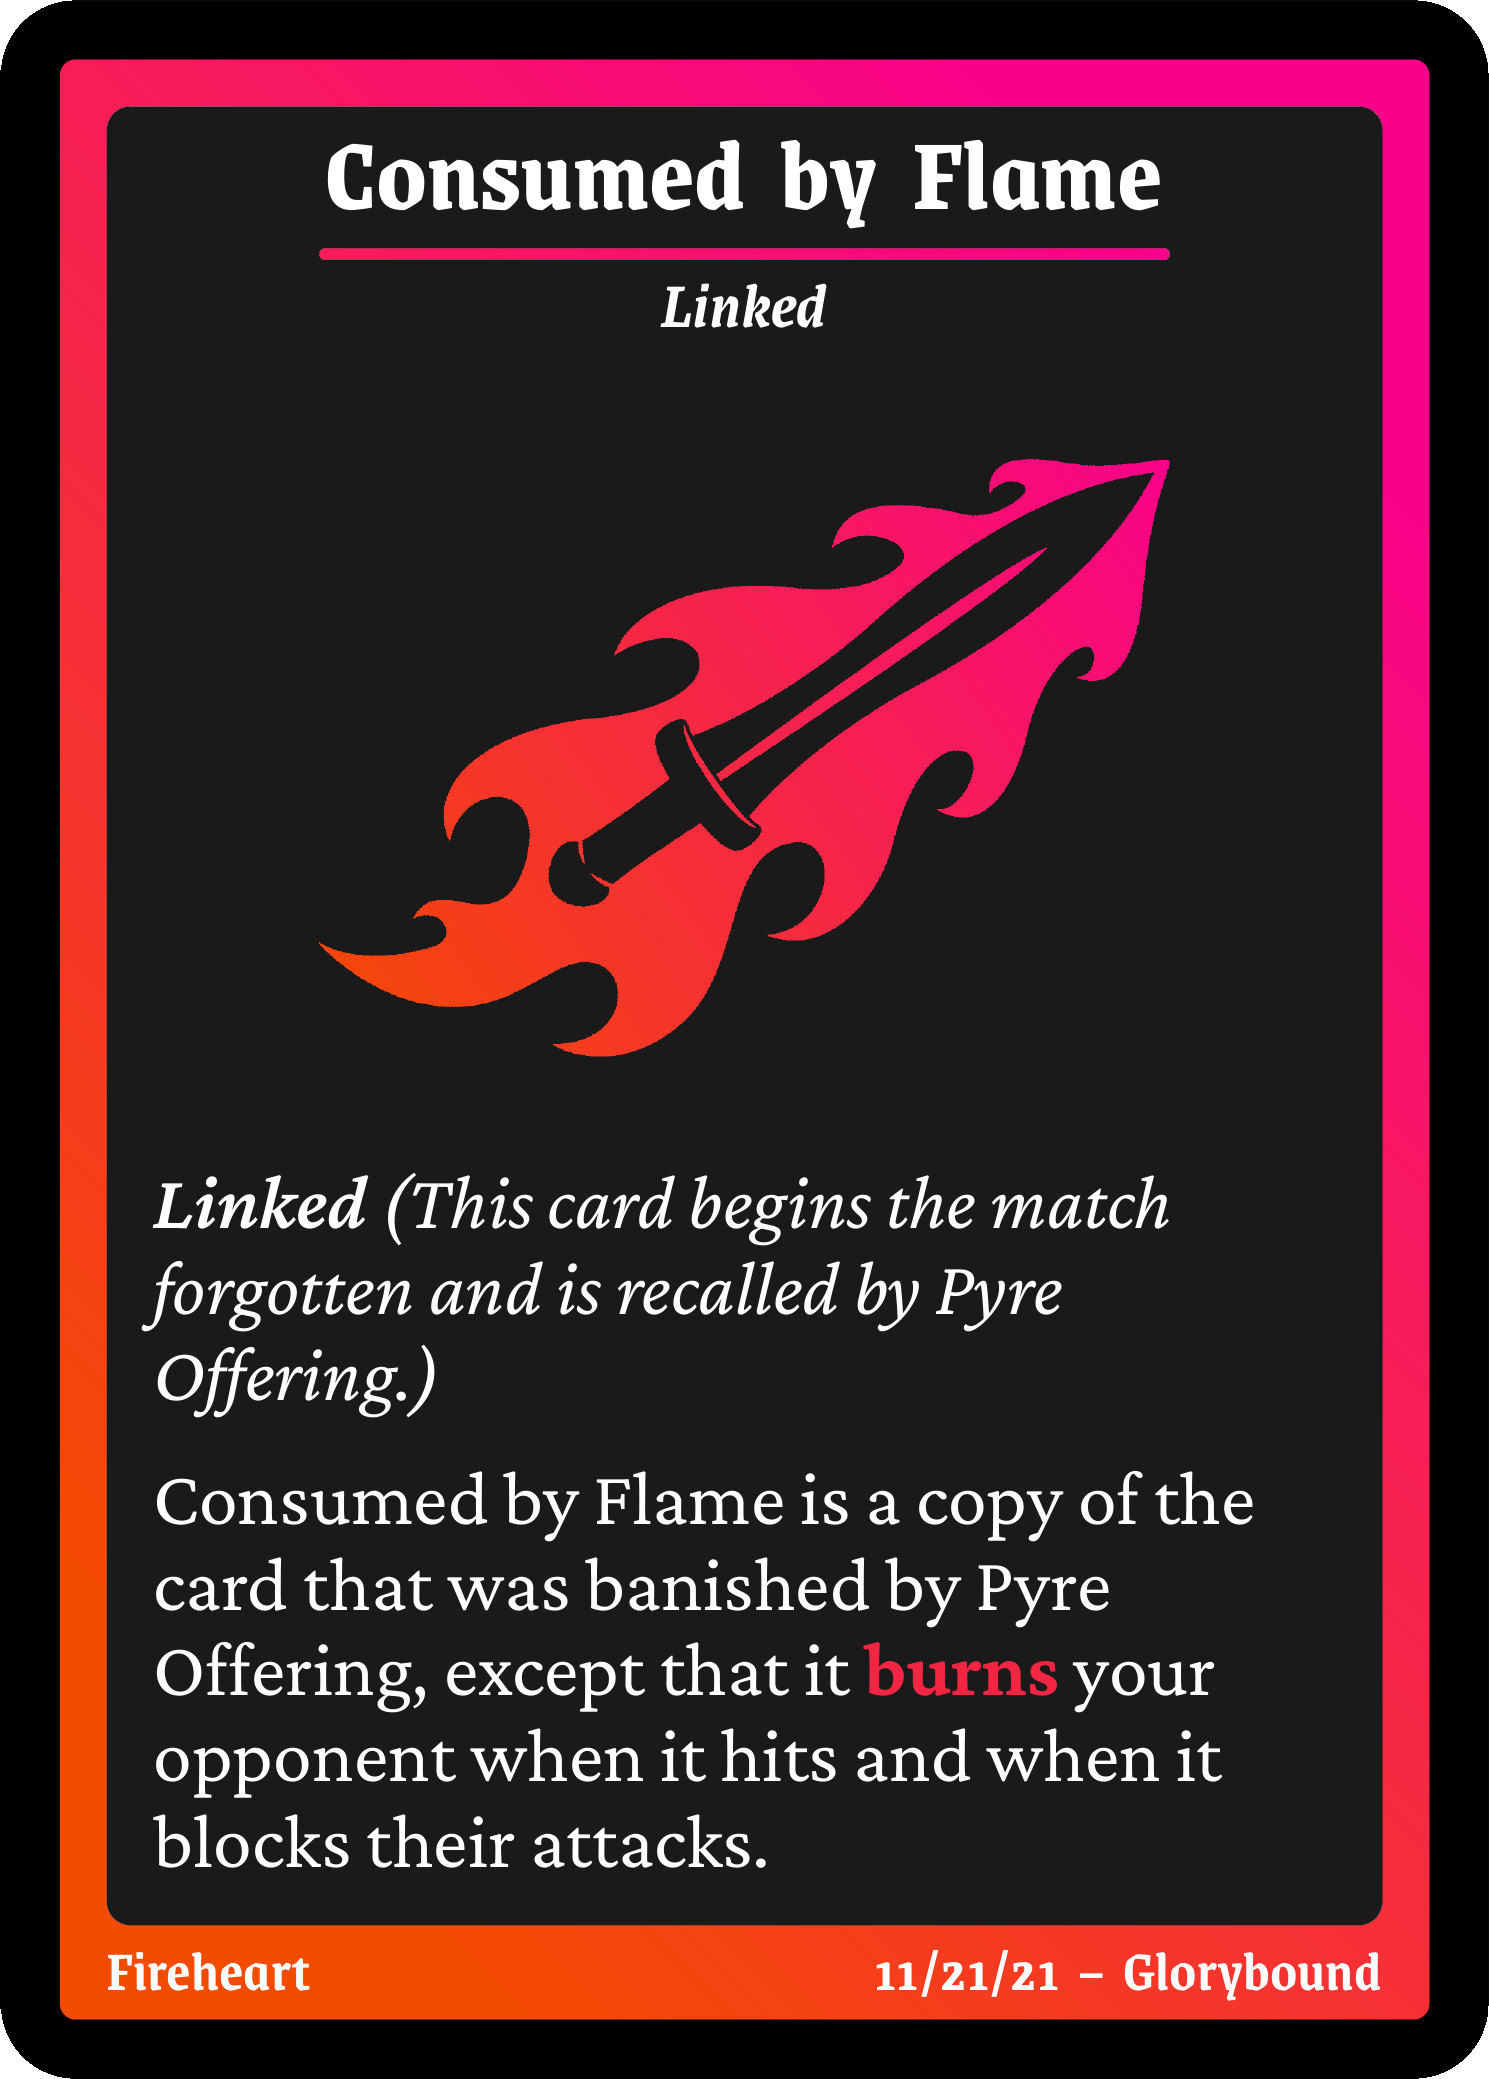 Consumed by Flame
Linked
Linked (This card begins the match
forgotten and is recalled by Pyre
Offering.)
Consumed by Flame is a copy of the
card that was banished by Pyre
Offering, except that it burns your
opponent when it hits and when it
blocks their attacks.
Fireheart
11/21/21 – Glorybound